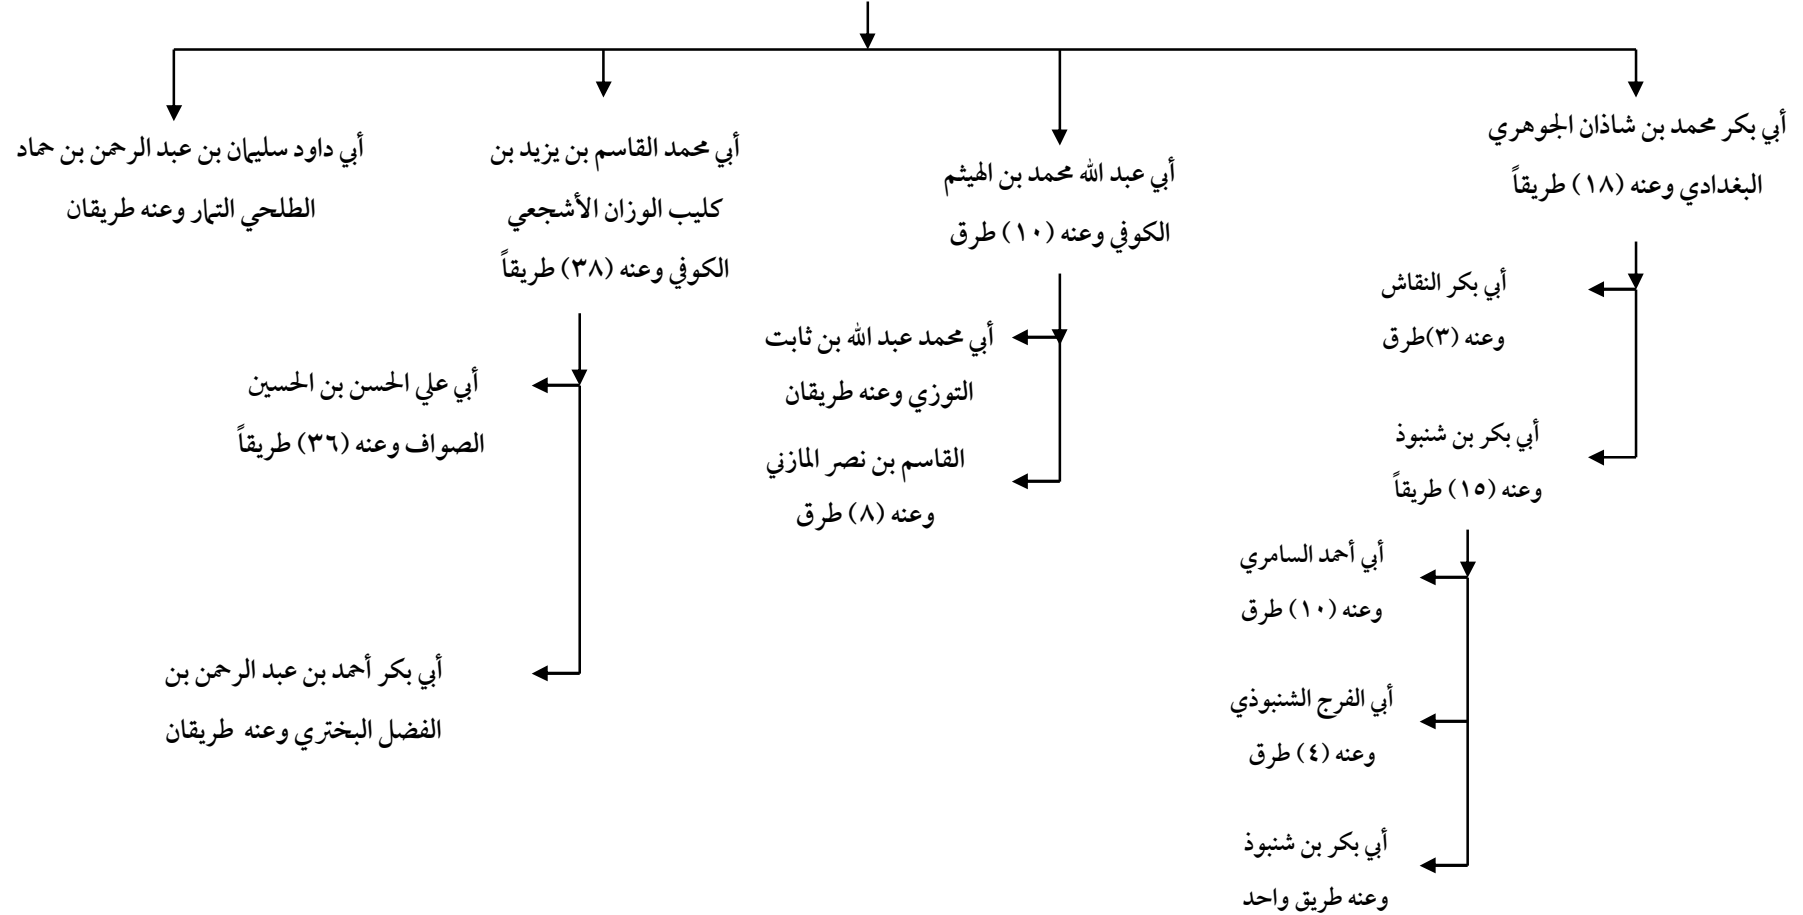 أبي بكر محمد بن شاذان الجوهري
البغدادي وعنه (١٨) طريقاً
أبي بكر النقاش
وعنه (٣)طرق
أبي بكر بن شنبوذ
وعنه (١٥) طريقاً
أبي أحمد السامري
وعنه (١٠) طرق
أبي الفرج الشنبوذي
وعنه (٤) طرق
أبي بكر بن شنبوذ
وعنه طريق واحد
أبي عبد الله محمد بن الهيثم
الكوفي وعنه (١٠) طرق
أبي محمد عبد الله بن ثابت
التوزي وعنه طريقان
القاسم بن نصر المازني
وعنه (٨) طرق
أبي محمد القاسم بن يزيد بن
كليب الوزان الأشجعي
الكوفي وعنه (٣٨) طريقاً
أبي علي الحسن بن الحسين
الصواف وعنه (٣٦) طريقاً
أبي بكر أحمد بن عبد الرحمن بن
الفضل البختري وعنه طريقان
أبي داود سليمان بن عبد الرحمن بن حماد
الطلحي التمار وعنه طريقان